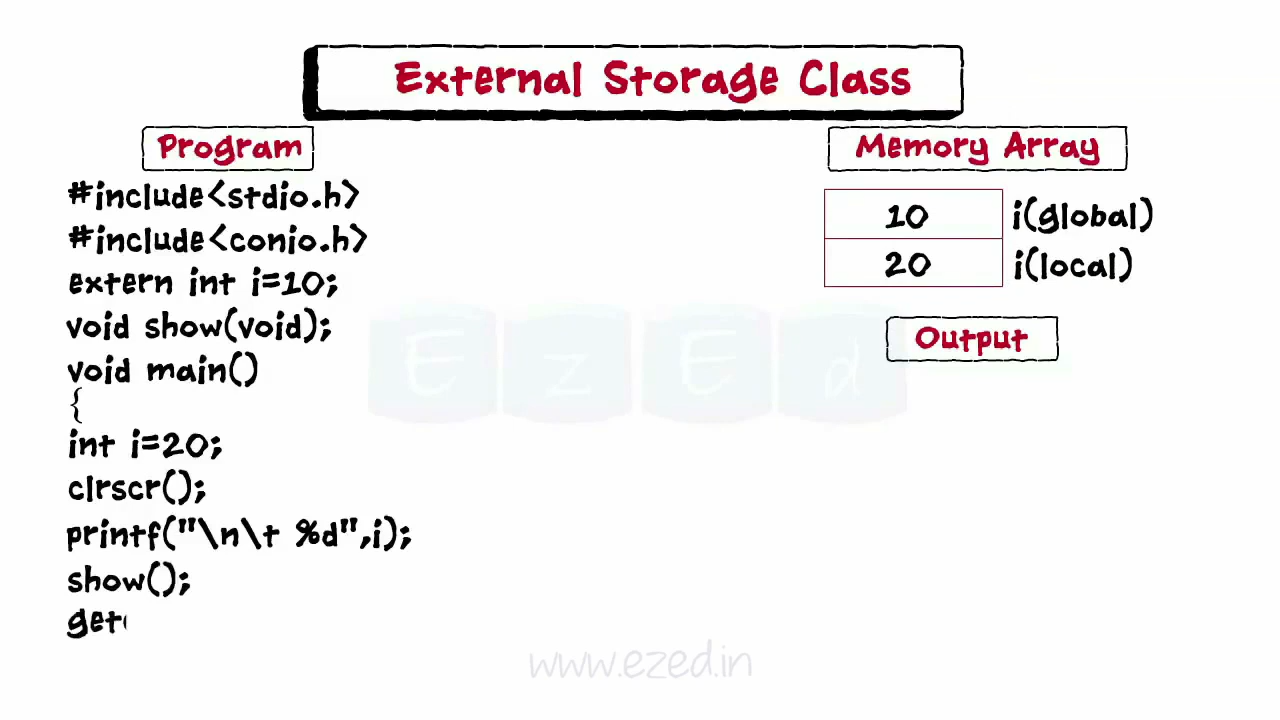 External Storage Class
Program
#include<stdio.h>
#include<conio.h>
extern int i=10;
void show(void);
void main()
{
int i=20;
clrscr();
printf("\n\t %d",i);
show();
get
Memory Array
10 i(global)
20 i(local)
Output
E z E d
www.ezed.in